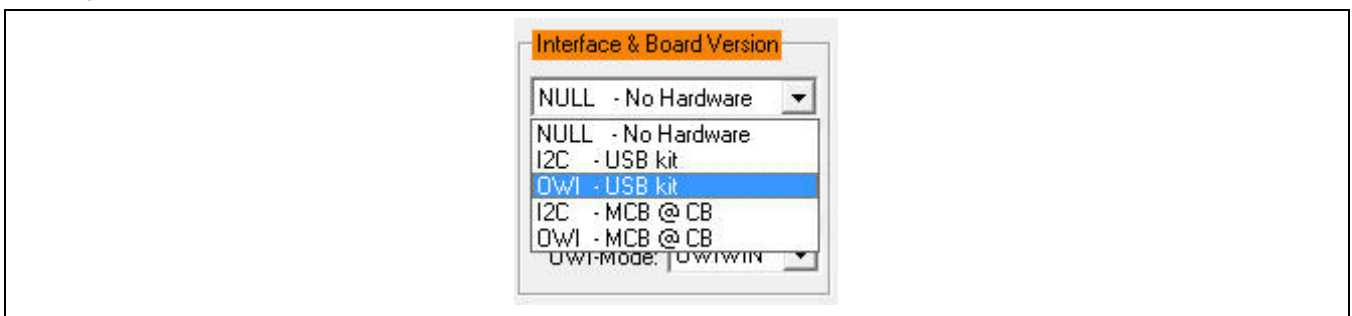 Interface & Board Version
NULL - No Hardware
NULL - No Hardware
I2C - USB kit
OWI - USB kit
I2C - MCB @ CB
OWI - MCB @ CB
OWI-Mode: OWIWIN